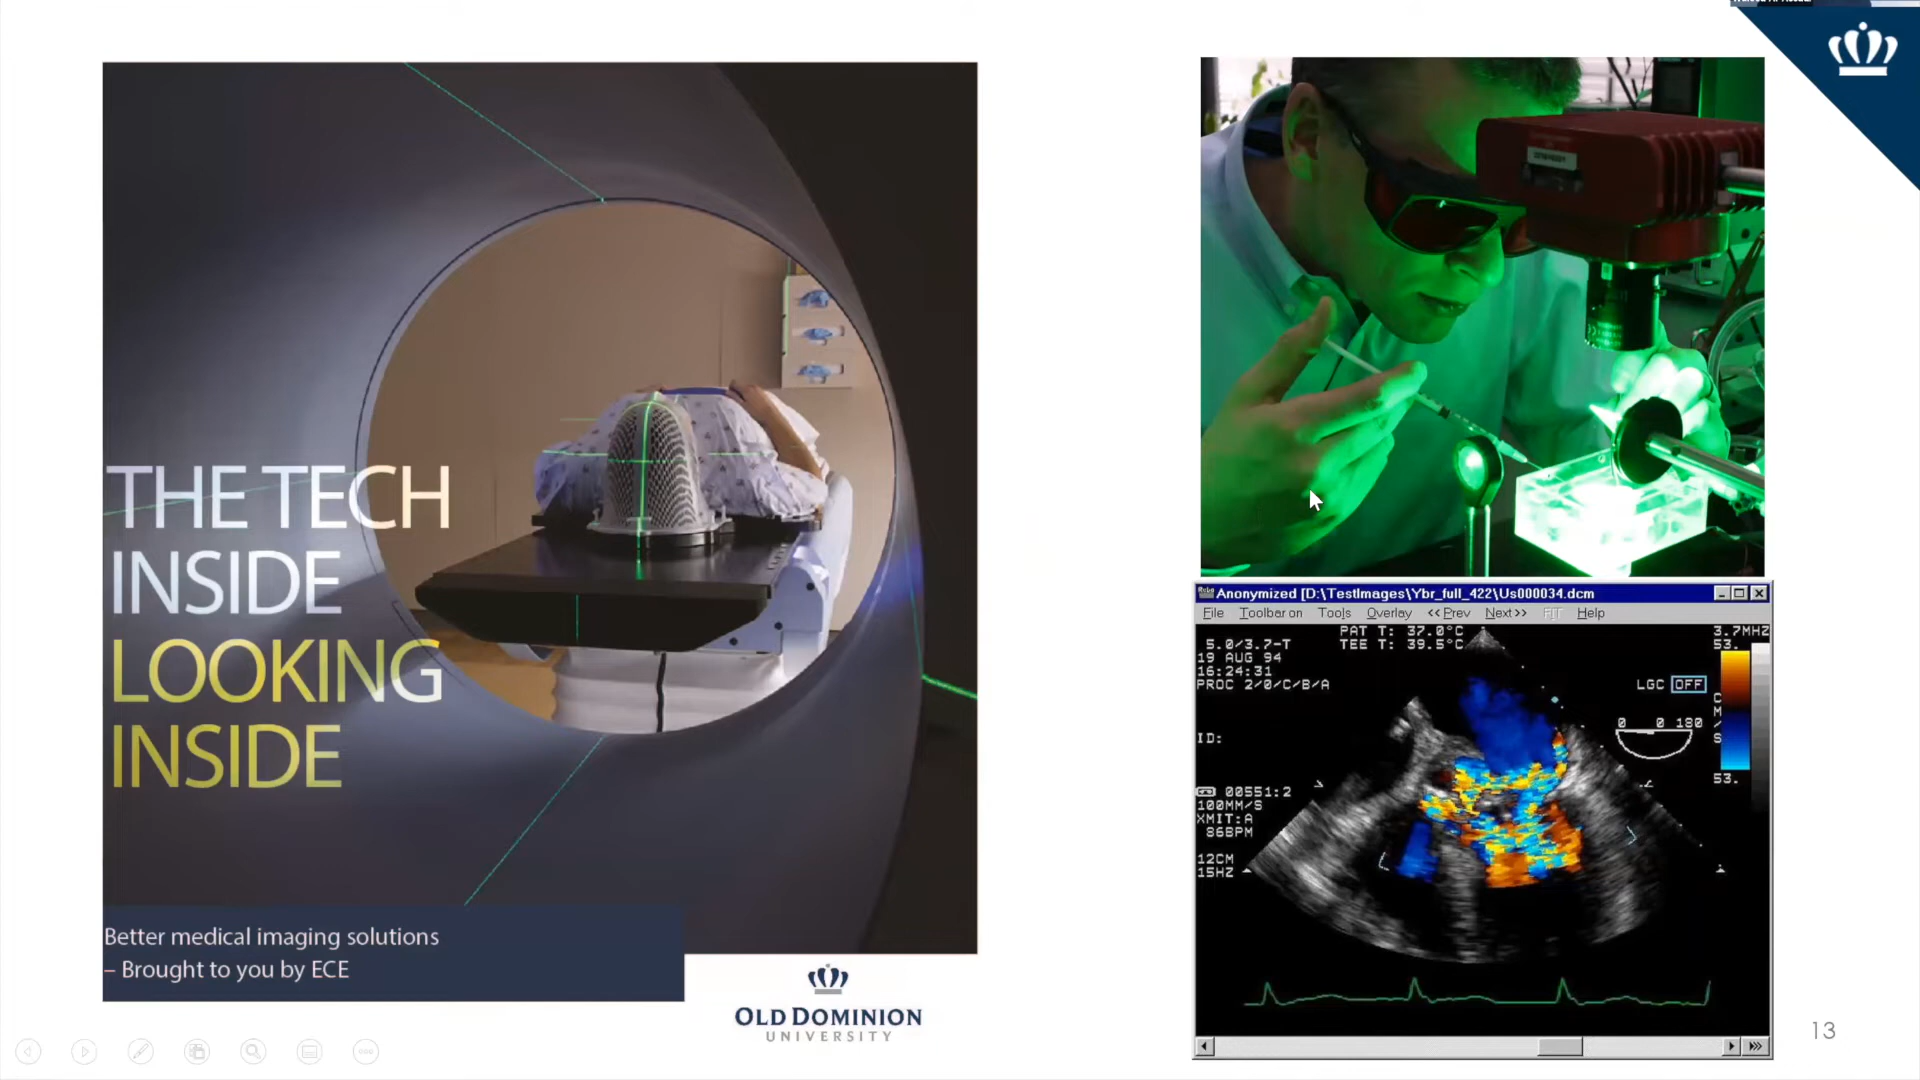 THE TECH
INSIDE
LOOKING
INSIDE
Better medical imaging solutions
– Brought to you by ECE
OLD DOMINION
UNIVERSITY
Anonymized [D:\TestImages\Ybr_full_422\Us000034.dcm
File Toolbar on Tools Overlay <<Prev Next>> FIT Help
PAT T: 37.0°C
TEE T: 39.5°C
3.7MHZ
5.0/3.7-T
19 AUG 94
16:24:31
PROC 2/0/C/B/A
53.
LGC OFF
C
M
/
S
0 0 180
ID:
53.
00551:2
100MM/S
XMIT:A
86BPM
12CM
15HZ
13